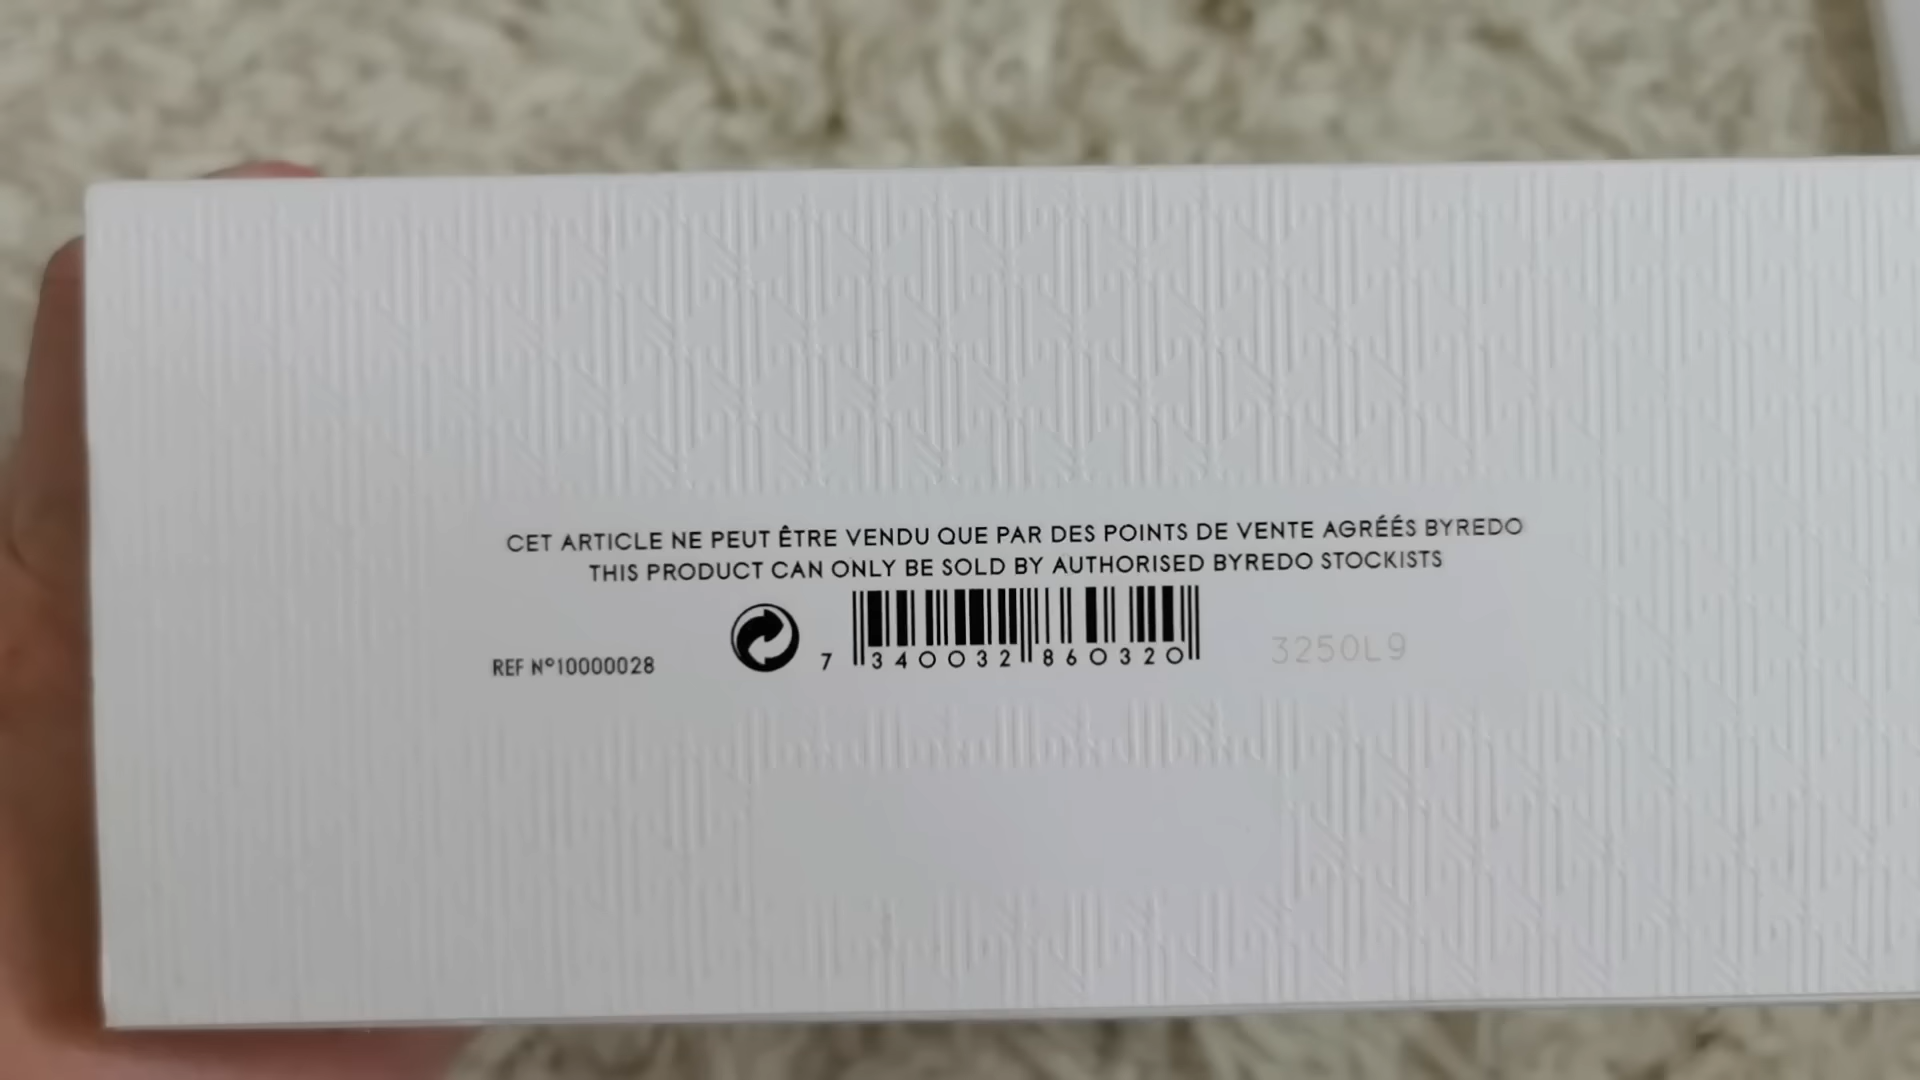 CET ARTICLE NE PEUT ÊTRE VENDU QUE PAR DES POINTS DE VENTE AGRÉÉS BYREDO
THIS PRODUCT CAN ONLY BE SOLD BY AUTHORISED BYREDO STOCKISTS
REF Nº10000028
7 340032 860320
3250L9